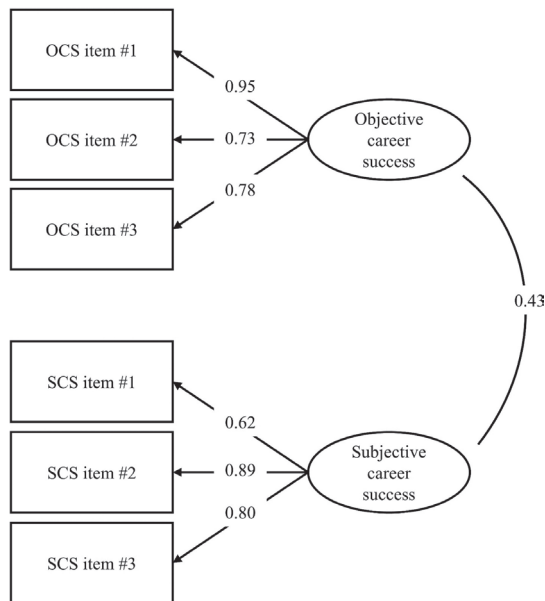 OCS item #1
0.95
OCS item #2
0.73
Objective
career
success
0.78
OCS item #3
0.43
SCS item #1
0.62
SCS item #2
0.89
Subjective
career
success
0.80
SCS item #3